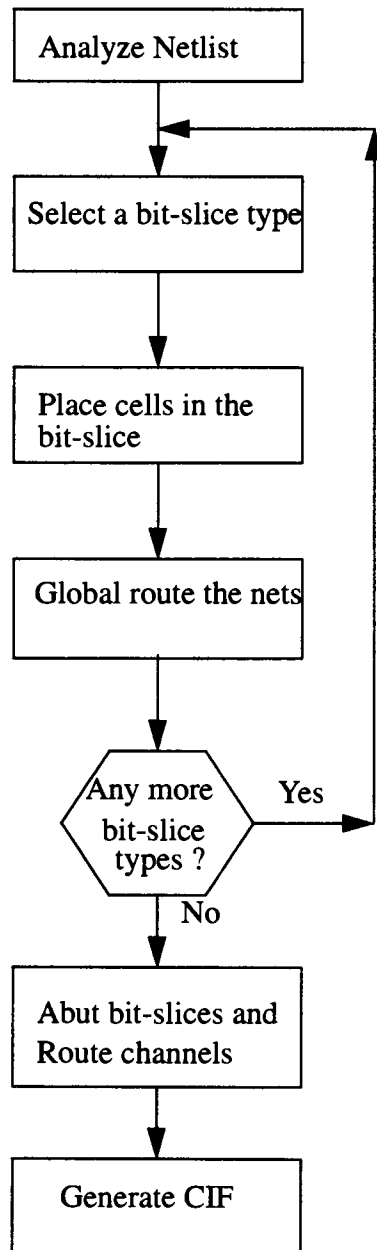 Analyze Netlist
Select a bit-slice type
Place cells in the
bit-slice
Global route the nets
Any more
bit-slice
types ?
Yes
No
Abut bit-slices and
Route channels
Generate CIF